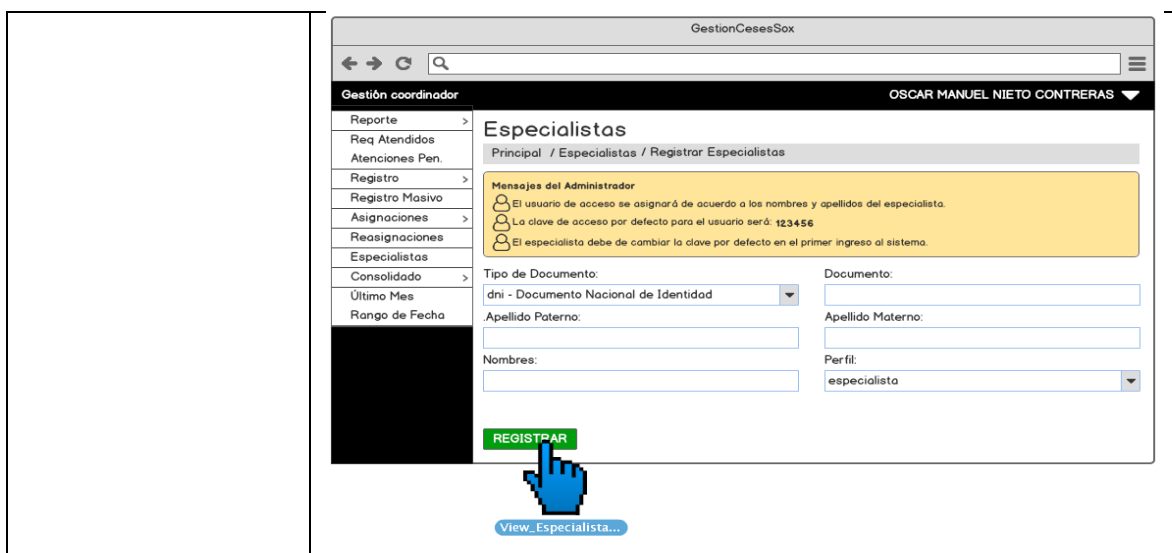 GestionCesesSox
Gestión coordinador
OSCAR MANUEL NIETO CONTRERAS
Reporte >
Req Atendidos
Atenciones Pen.
Registro >
Registro Masivo
Asignaciones >
Reasignaciones
Especialistas
Consolidado >
Último Mes
Rango de Fecha
Especialistas
Principal / Especialistas / Registrar Especialistas
Mensajes del Administrador
El usuario de acceso se asignará de acuerdo a los nombres y apellidos del especialista.
La clave de acceso por defecto para el usuario será: 123456
El especialista debe de cambiar la clave por defecto en el primer ingreso al sistema.
Tipo de Documento:
dni - Documento Nacional de Identidad
Documento:
.Apellido Paterno:
Apellido Materno:
Nombres:
Perfil:
especialista
REGISTRAR
View_Especialista...